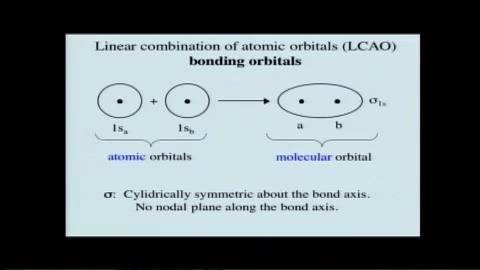 Linear combination of atomic orbitals (LCAO)
bonding orbitals
+
σ1s
1sa
1sb
a
b
atomic orbitals
molecular orbital
σ: Cylidrically symmetric about the bond axis.
No nodal plane along the bond axis.